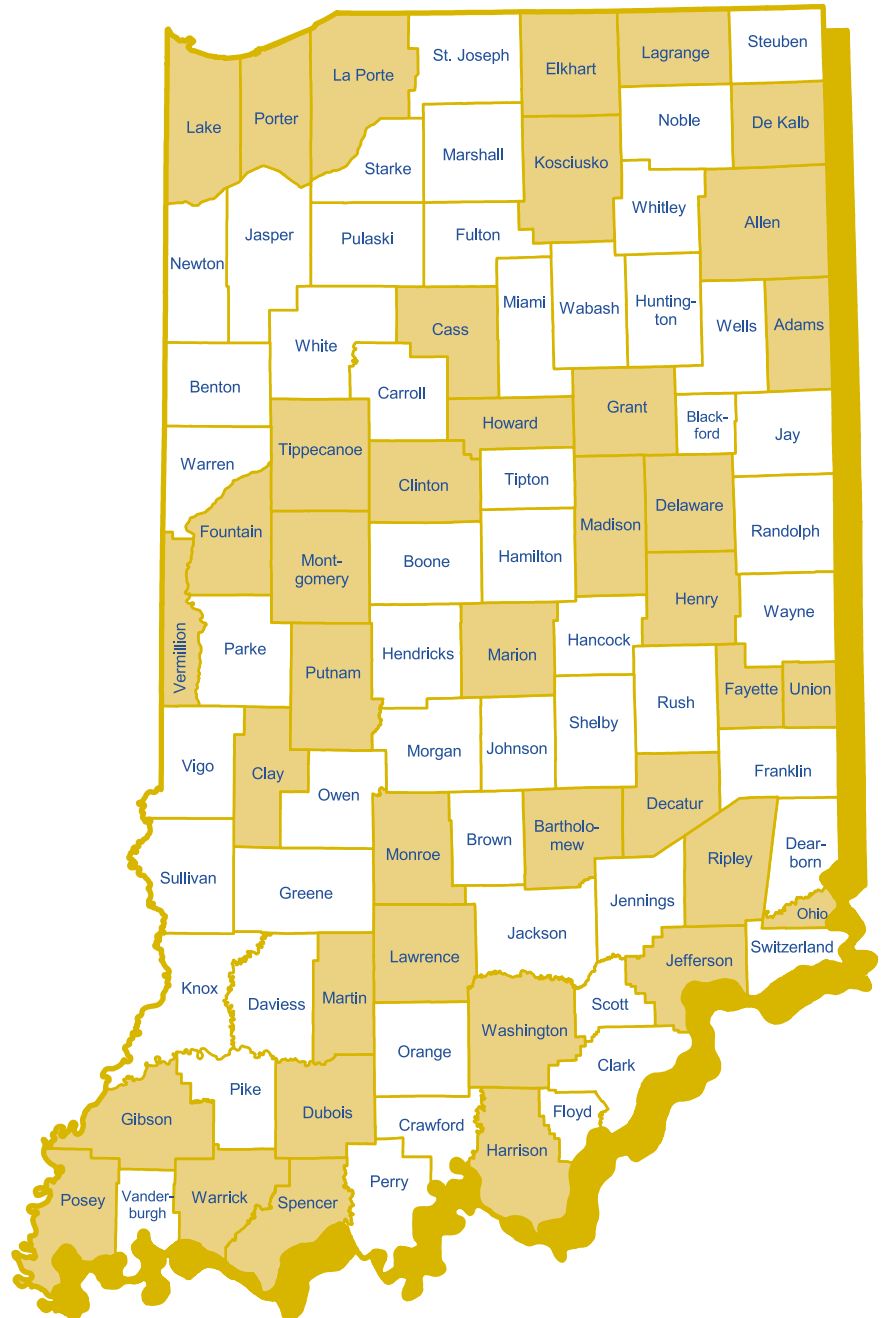 St. Joseph
Elkhart
Lagrange
Steuben
La Porte
Lake
Porter
Noble
De Kalb
Starke
Marshall
Kosciusko
Whitley
Allen
Newton
Jasper
Pulaski
Fulton
Miami
Wabash
Hunting-
ton
Wells
Adams
White
Cass
Benton
Carroll
Howard
Grant
Black-
ford
Jay
Tippecanoe
Warren
Clinton
Tipton
Madison
Delaware
Randolph
Fountain
Mont-
gomery
Boone
Hamilton
Henry
Wayne
Vermillion
Parke
Putnam
Hendricks
Marion
Hancock
Rush
Fayette
Union
Shelby
Vigo
Clay
Owen
Morgan
Johnson
Franklin
Decatur
Monroe
Brown
Bartholo-
mew
Ripley
Dear-
born
Sullivan
Greene
Jennings
Ohio
Jackson
Switzerland
Lawrence
Jefferson
Knox
Daviess
Martin
Scott
Washington
Orange
Clark
Pike
Gibson
Dubois
Crawford
Floyd
Harrison
Posey
Vander-
burgh
Warrick
Spencer
Perry